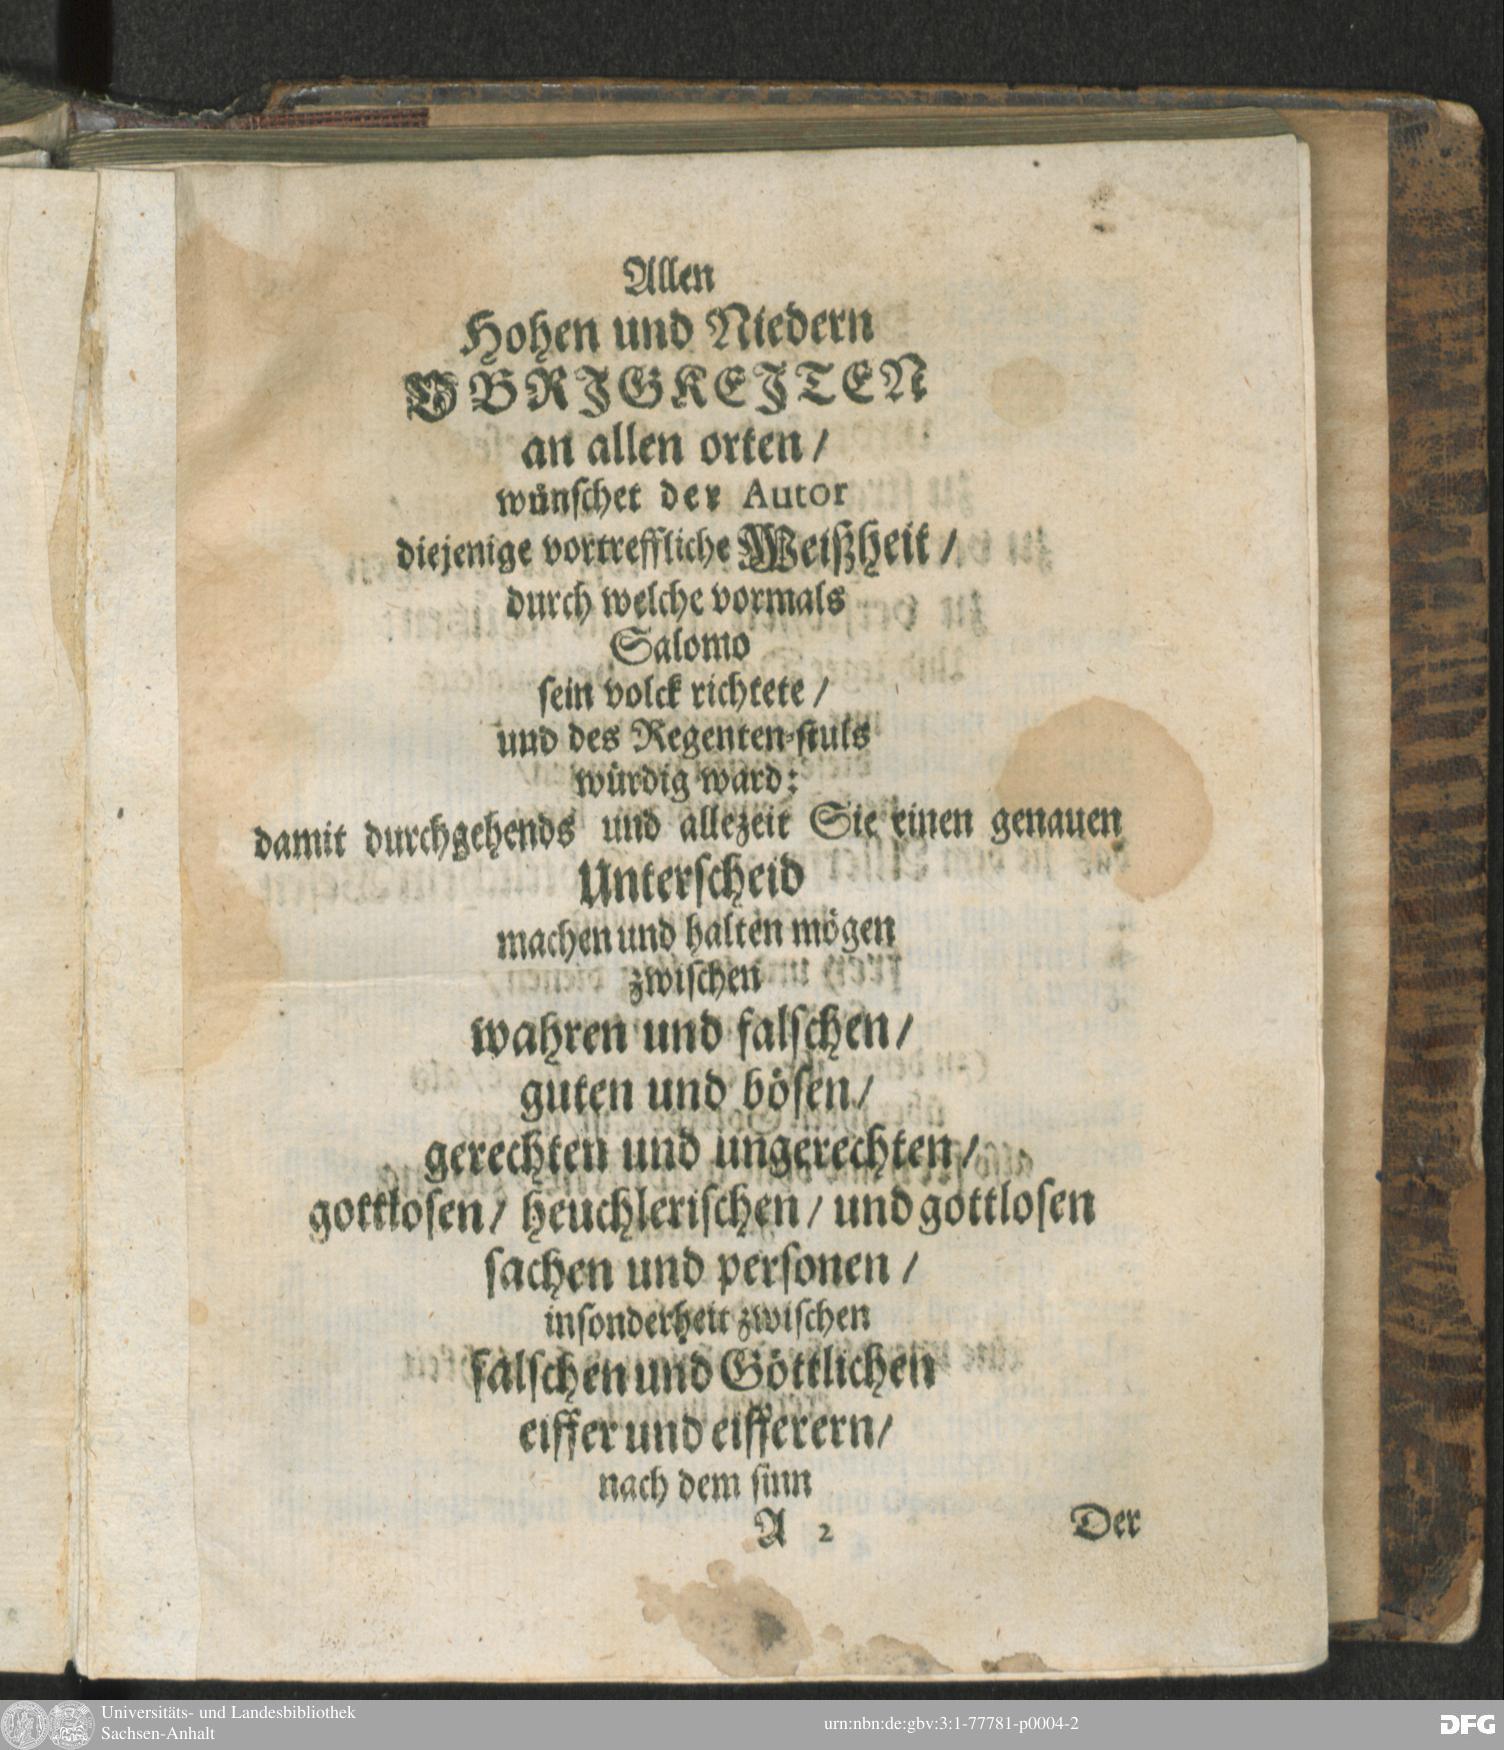 Allen
Hohen und Niedern
OBRJGKEJTEN
an allen orten /
wünſchet der Autor
diejenige vortreffliche Weißheit /
durch welche vormals
Salomo
ſein volck richtete /
und des Regenten-ſtuls
würdig ward:
damit durchgehends und allezeit Sie einen genauen
Unterſcheid
machen und halten mögen
zwiſchen
wahren und falſchen /
guten und böſen /
gerechten und ungerechten /
gottloſen / heuchleriſchen / und gottloſen
ſachen und perſonen /
inſonderheit zwiſchen
falſchen und Göttlichen
eiffer und eifferern /
nach dem ſinn
A 2
Der
Universitäts- und Landesbibliothek
Sachsen-Anhalt
urn:nbn:de:gbv:3:1-77781-p0004-2
DFG